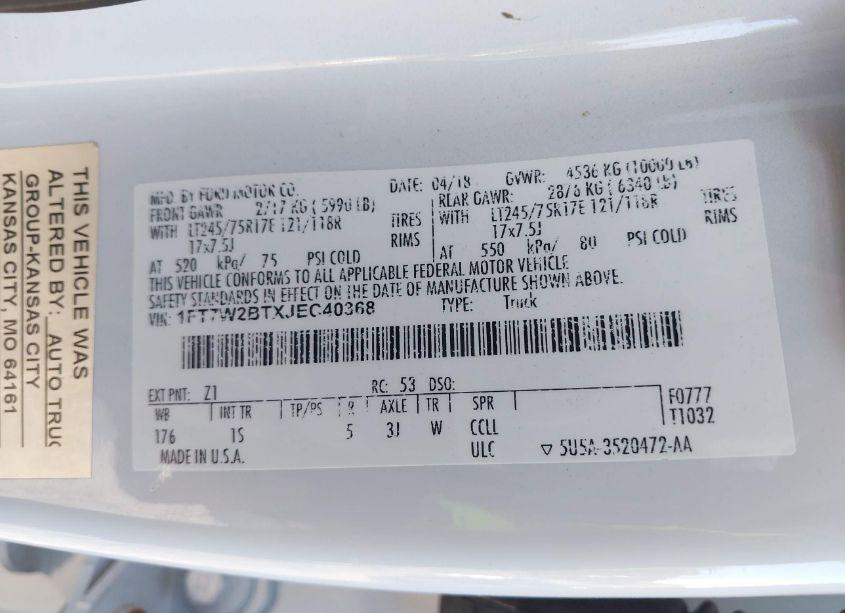 MFD. BY FORD MOTOR CO.
DATE: 04/18
GVWR: 4536 KG (10000 LB)
FRONT GAWR: 2717 KG (5990 LB)
WITH LT245/75R17E 121/118R TIRES
17x7.5J RIMS
AT 520 kPa/ 75 PSI COLD
REAR GAWR: 2876 KG (6340 LB)
WITH LT245/75R17E 121/118R TIRES
17x7.5J RIMS
AT 550 kPa/ 80 PSI COLD
THIS VEHICLE CONFORMS TO ALL APPLICABLE FEDERAL MOTOR VEHICLE
SAFETY STANDARDS IN EFFECT ON THE DATE OF MANUFACTURE SHOWN ABOVE.
VIN: 1FT7W2BTXJEC40368
TYPE: Truck
EXT PNT: Z1 RC: 53 DSO:
WB INT TR TP/PS R AXLE TR SPR
176 1S 5 3J W CCLL
F0777
T1032
MADE IN U.S.A. ULC ▽ 5U5A-3520472-AA
THIS VEHICLE WAS
ALTERED BY: AUTO TRUC
GROUP-KANSAS CITY
KANSAS CITY, MO 64161